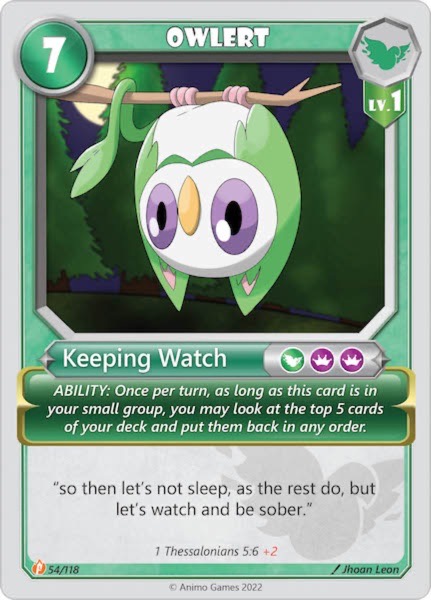 7
OWLERT
LV.1
Keeping Watch
ABILITY: Once per turn, as long as this card is in
your small group, you may look at the top 5 cards
of your deck and put them back in any order.
“so then let’s not sleep, as the rest do, but
let’s watch and be sober.”
1 Thessalonians 5:6 +2
54/118
Jhoan Leon
© Animo Games 2022